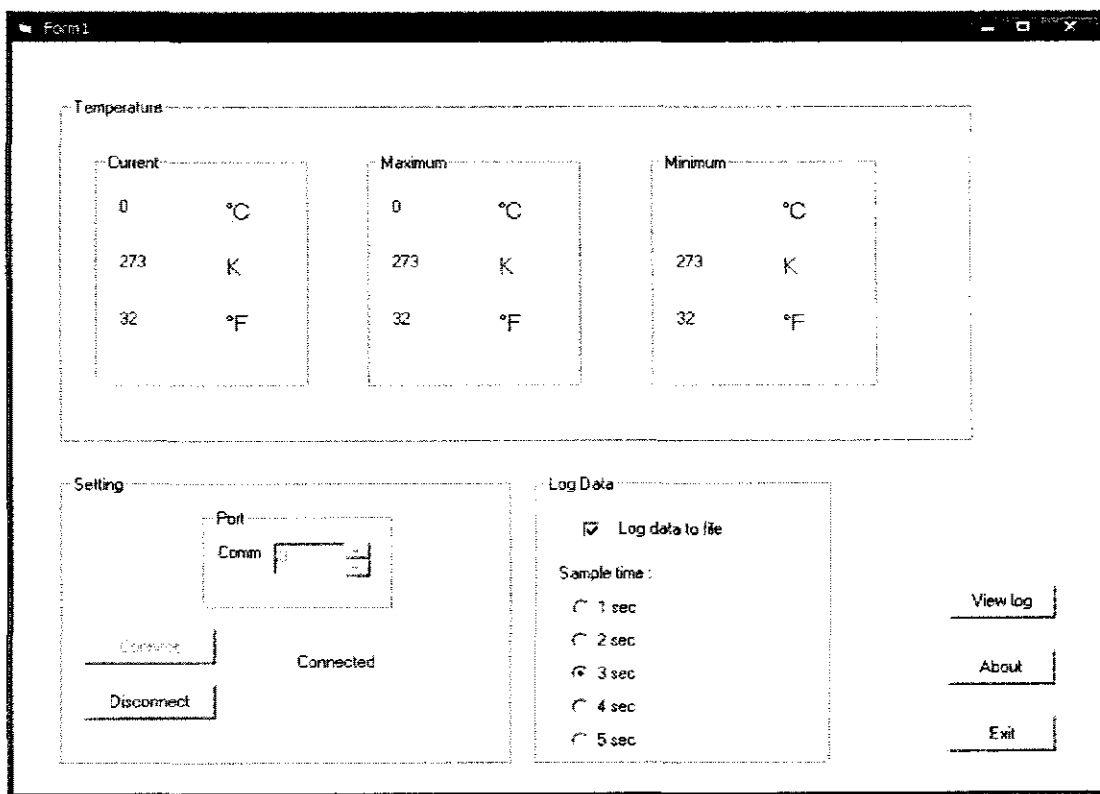 Form1
Temperature
Current
0 °C
273 K
32 °F
Maximum
0 °C
273 K
32 °F
Minimum
°C
273 K
32 °F
Setting
Port
Comm
Connect
Connected
Disconnect
Log Data
Log data to file
Sample time :
1 sec
2 sec
3 sec
4 sec
5 sec
View log
About
Exit